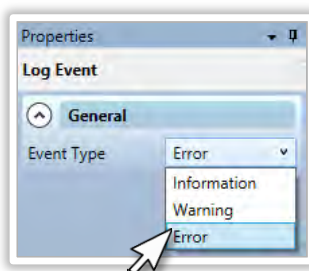 Properties
Log Event
General
Event Type Error
Information
Warning
Error